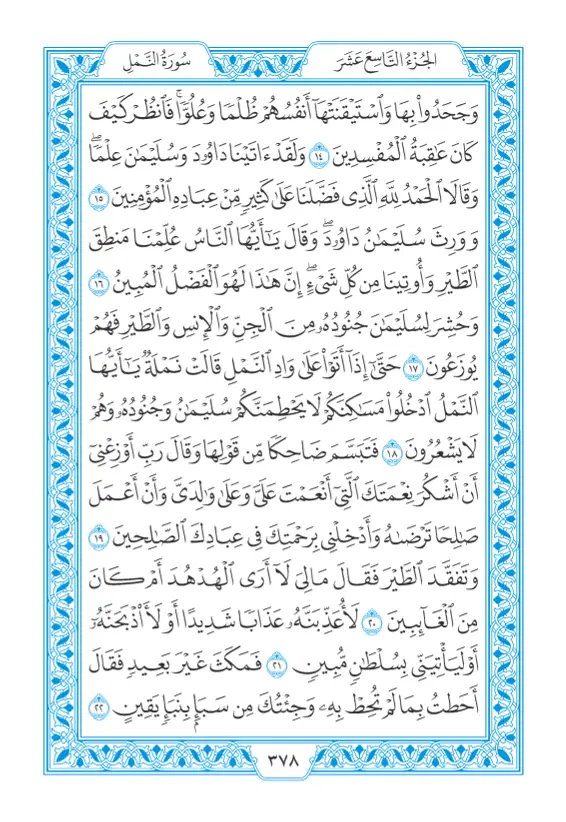 الجُزْءُ التَّاسِعَ عَشَرَ
سُورَةُ النَّمْلِ
وَجَحَدُواْ بِهَا وَٱسْتَيْقَنَتْهَآ أَنفُسُهُمْ ظُلْمًا وَعُلُوًّاۚ فَٱنظُرْ كَيْفَ
كَانَ عَٰقِبَةُ ٱلْمُفْسِدِينَ ١٤ وَلَقَدْ ءَاتَيْنَا دَاوُۥدَ وَسُلَيْمَٰنَ عِلْمًاۖ
وَقَالَا ٱلْحَمْدُ لِلَّهِ ٱلَّذِى فَضَّلَنَا عَلَىٰ كَثِيرٍ مِّنْ عِبَادِهِ ٱلْمُؤْمِنِينَ ١٥
وَوَرِثَ سُلَيْمَٰنُ دَاوُۥدَۖ وَقَالَ يَٰٓأَيُّهَا ٱلنَّاسُ عُلِّمْنَا مَنطِقَ
ٱلطَّيْرِ وَأُوتِينَا مِن كُلِّ شَىْءٍۖ إِنَّ هَٰذَا لَهُوَ ٱلْفَضْلُ ٱلْمُبِينُ ١٦
وَحُشِرَ لِسُلَيْمَٰنَ جُنُودُهُۥ مِنَ ٱلْجِنِّ وَٱلْإِنسِ وَٱلطَّيْرِ فَهُمْ
يُوزَعُونَ ١٧ حَتَّىٰٓ إِذَآ أَتَوْاْ عَلَىٰ وَادِ ٱلنَّمْلِ قَالَتْ نَمْلَةٌ يَٰٓأَيُّهَا
ٱلنَّمْلُ ٱدْخُلُواْ مَسَٰكِنَكُمْ لَا يَحْطِمَنَّكُمْ سُلَيْمَٰنُ وَجُنُودُهُۥ وَهُمْ
لَا يَشْعُرُونَ ١٨ فَتَبَسَّمَ ضَاحِكًا مِّن قَوْلِهَا وَقَالَ رَبِّ أَوْزِعْنِىٓ
أَنْ أَشْكُرَ نِعْمَتَكَ ٱلَّتِىٓ أَنْعَمْتَ عَلَىَّ وَعَلَىٰ وَٰلِدَىَّ وَأَنْ أَعْمَلَ
صَٰلِحًا تَرْضَىٰهُ وَأَدْخِلْنِى بِرَحْمَتِكَ فِى عِبَادِكَ ٱلصَّٰلِحِينَ ١٩
وَتَفَقَّدَ ٱلطَّيْرَ فَقَالَ مَالِىَ لَآ أَرَى ٱلْهُدْهُدَ أَمْ كَانَ
مِنَ ٱلْغَآئِبِينَ ٢٠ لَأُعَذِّبَنَّهُۥ عَذَابًا شَدِيدًا أَوْ لَأَاْذْبَحَنَّهُۥٓ
أَوْ لَيَأْتِيَنِّى بِسُلْطَٰنٍ مُّبِينٍ ٢١ فَمَكَثَ غَيْرَ بَعِيدٍ فَقَالَ
أَحَطتُ بِمَا لَمْ تُحِطْ بِهِۦ وَجِئْتُكَ مِن سَبَإٍۭ بِنَبَإٍ يَقِينٍ ٢٢
٣٧٨